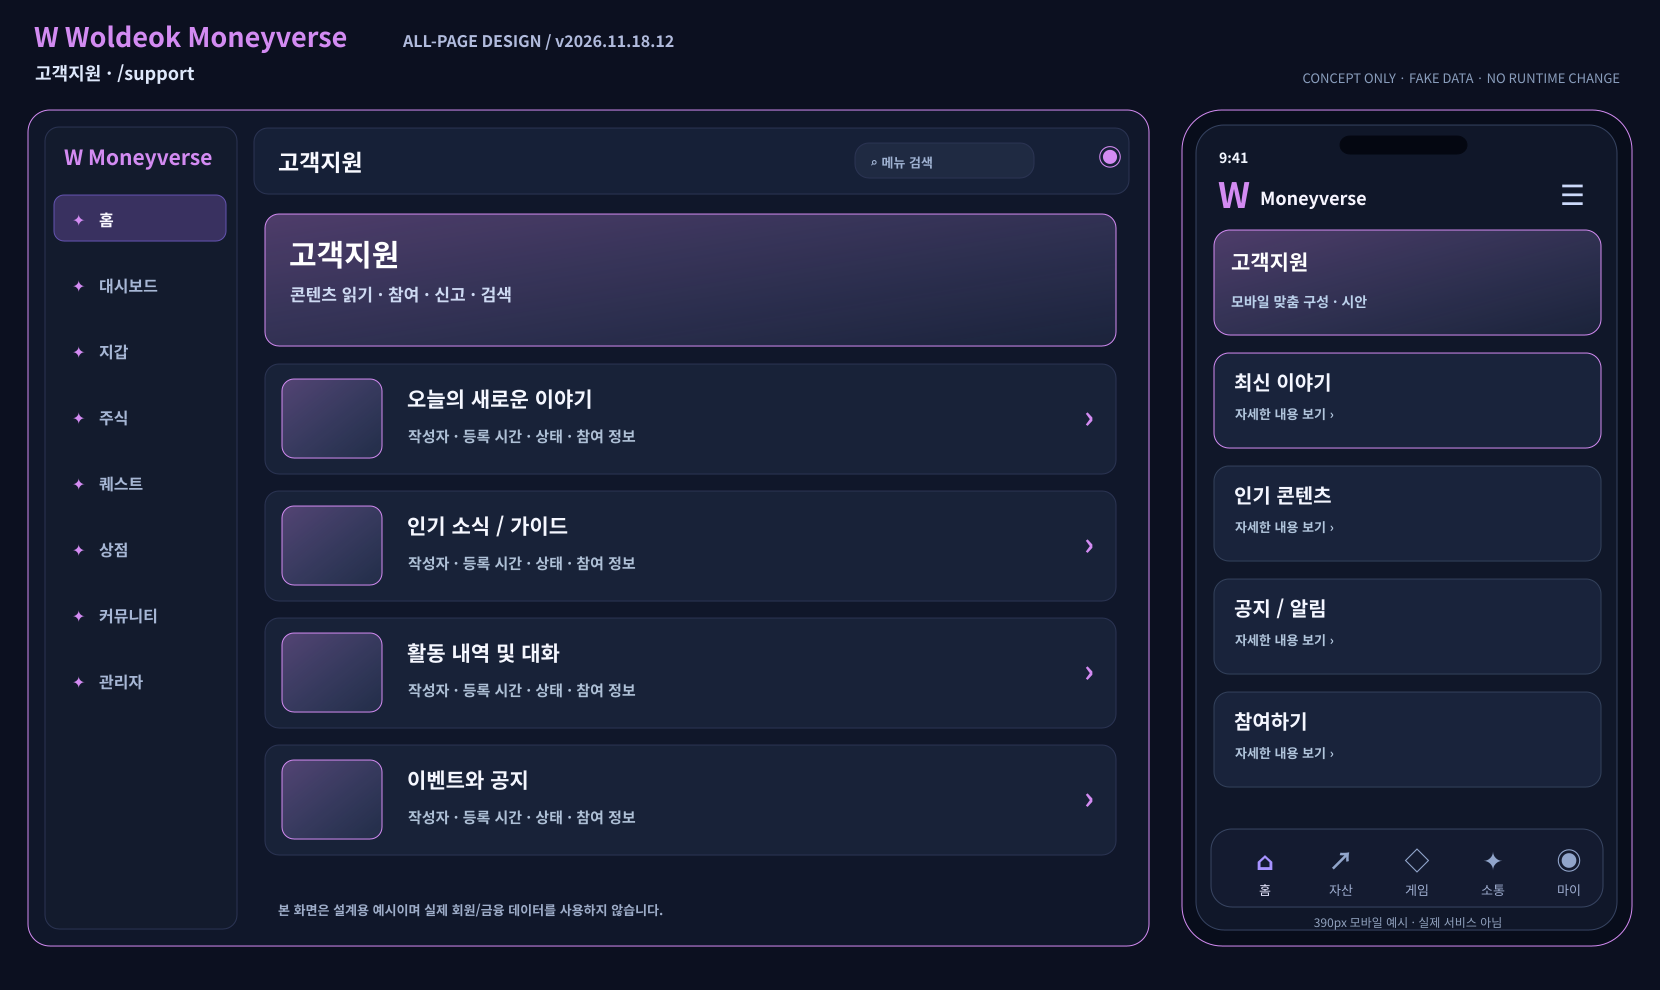 W Woldeok Moneyverse
ALL-PAGE DESIGN / v2026.11.18.12
고객지원 · /support
CONCEPT ONLY · FAKE DATA · NO RUNTIME CHANGE
W Moneyverse
✦ 홈
✦ 대시보드
✦ 지갑
✦ 주식
✦ 퀘스트
✦ 상점
✦ 커뮤니티
✦ 관리자
고객지원
⌕ 메뉴 검색
고객지원
콘텐츠 읽기 · 참여 · 신고 · 검색
오늘의 새로운 이야기
작성자 · 등록 시간 · 상태 · 참여 정보
›
인기 소식 / 가이드
작성자 · 등록 시간 · 상태 · 참여 정보
›
활동 내역 및 대화
작성자 · 등록 시간 · 상태 · 참여 정보
›
이벤트와 공지
작성자 · 등록 시간 · 상태 · 참여 정보
›
본 화면은 설계용 예시이며 실제 회원/금융 데이터를 사용하지 않습니다.
9:41
W Moneyverse
고객지원
모바일 맞춤 구성 · 시안
최신 이야기
자세한 내용 보기 ›
인기 콘텐츠
자세한 내용 보기 ›
공지 / 알림
자세한 내용 보기 ›
참여하기
자세한 내용 보기 ›
홈
자산
게임
소통
마이
390px 모바일 예시 · 실제 서비스 아님